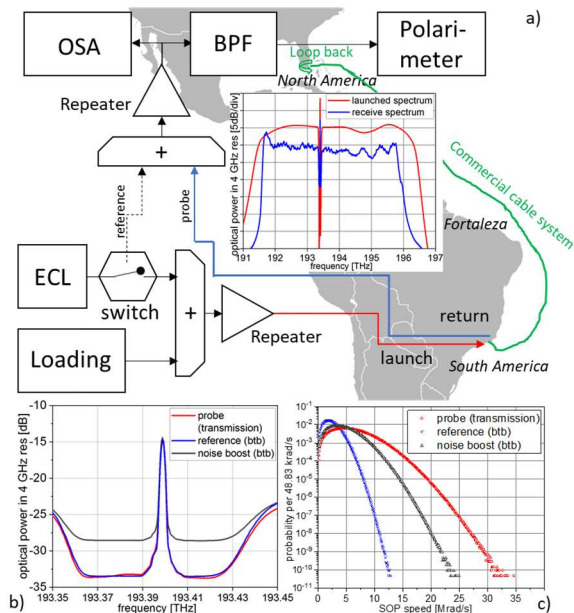 a)
OSA
BPF
Polari-
meter
Loop back
North America
Repeater
+
launched spectrum
receive spectrum
optical power in 4 GHz res [5dB/div]
191 192 193 194 195 196 197
frequency [THz]
Commercial cable system
Fortaleza
reference
probe
ECL
switch
+
Repeater
return
Loading
launch
South America
-10
-15
-20
-25
-30
-35
optical power in 4 GHz res [dB]
probe
(transmission)
reference (btb)
noise boost (btb)
193.35 193.37 193.39 193.41 193.43 193.45
frequency [THz]
b)
10^-1
10^-2
10^-3
10^-4
10^-5
10^-6
10^-7
10^-8
10^-9
10^-10
10^-11
probability per 48.83 krad/s
probe (transmission)
reference (btb)
noise boost (btb)
0 5 10 15 20 25 30 35 40
SOP speed [Mrad/s]
c)